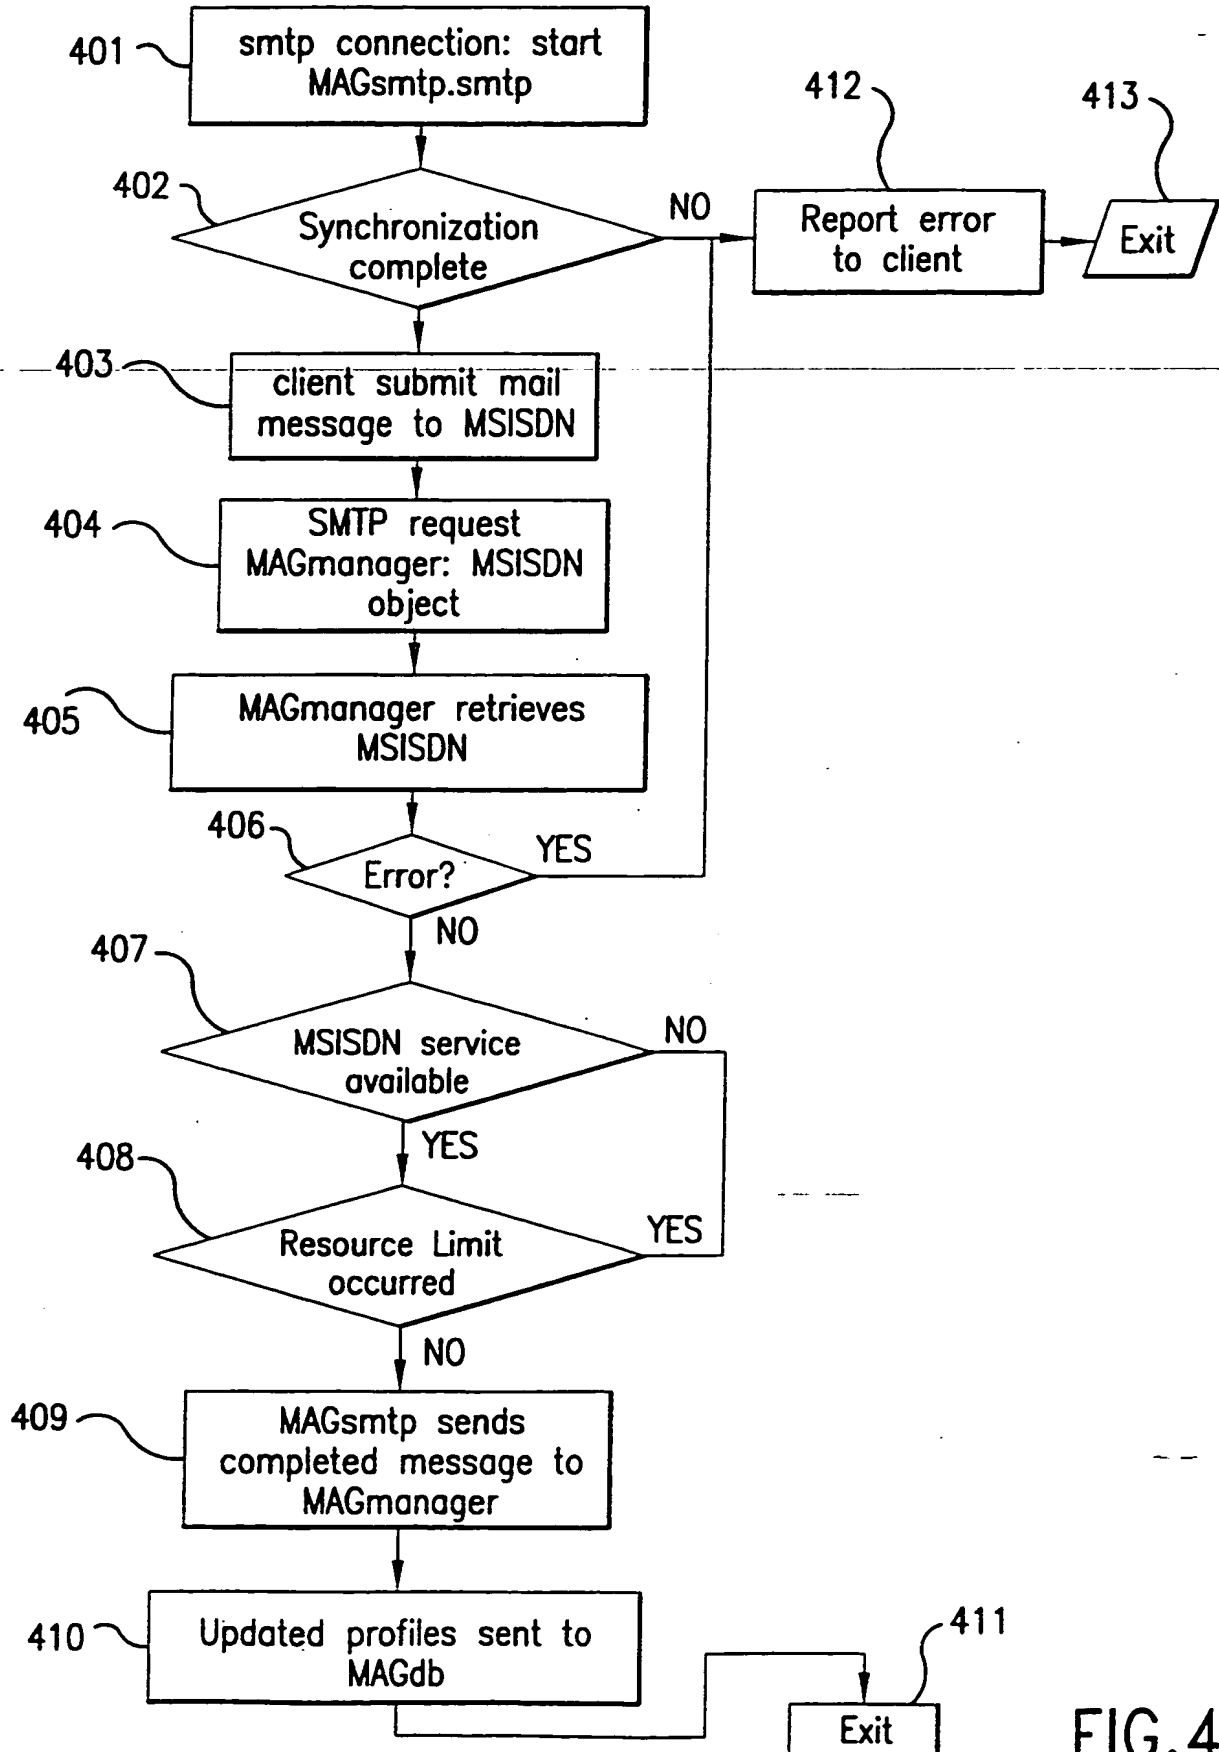 401
smtp connection: start
MAGsmtp.smtp
412
413
402
Synchronization
complete
NO
Report error
to client
Exit
403
client submit mail
message to MSISDN
404
SMTP request
MAGmanager: MSISDN
object
405
MAGmanager retrieves
MSISDN
406
Error?
YES
NO
407
MSISDN service
available
NO
YES
408
Resource Limit
occurred
YES
NO
409
MAGsmtp sends
completed message to
MAGmanager
410
Updated profiles sent to
MAGdb
411
Exit
FIG.4